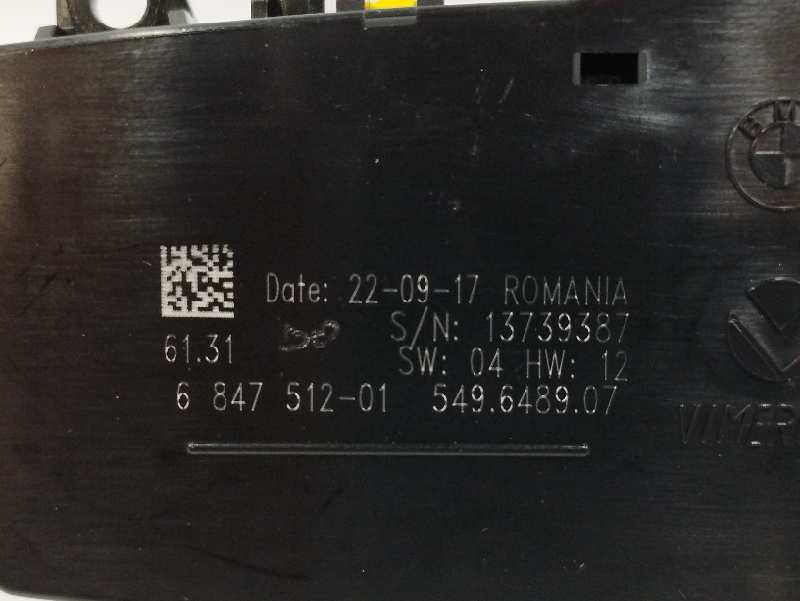 Date: 22-09-17 ROMANIA
S/N: 13739387
61.31
SW: 04 HW: 12
6 847 512-01 549.6489.07